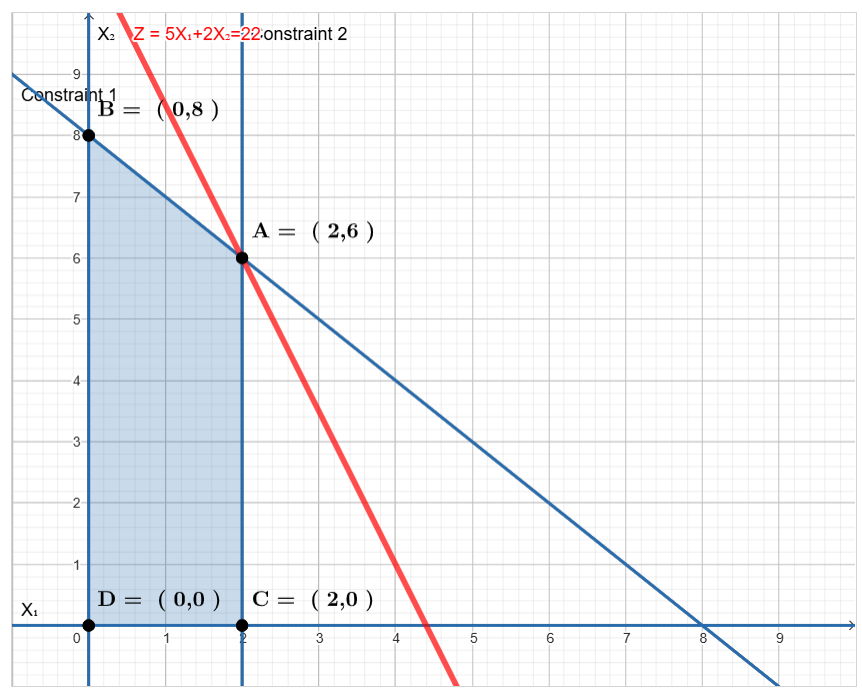 X₂
Z = 5X₁+2X₂=22
Constraint 2
9
Constraint 1
B = ( 0,8 )
8
7
A = ( 2,6 )
6
5
4
3
2
1
D = ( 0,0 )
C = ( 2,0 )
X₁
0 1 2 3 4 5 6 7 8 9